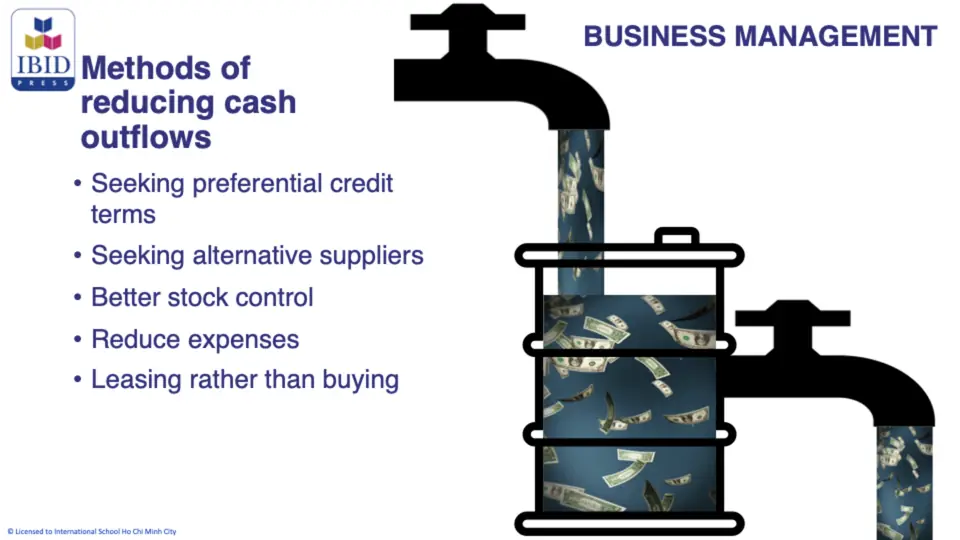 IBID
PRESS
BUSINESS MANAGEMENT
Methods of
reducing cash
outflows
• Seeking preferential credit
terms
• Seeking alternative suppliers
• Better stock control
• Reduce expenses
• Leasing rather than buying
© Licensed to International School Ho Chi Minh City